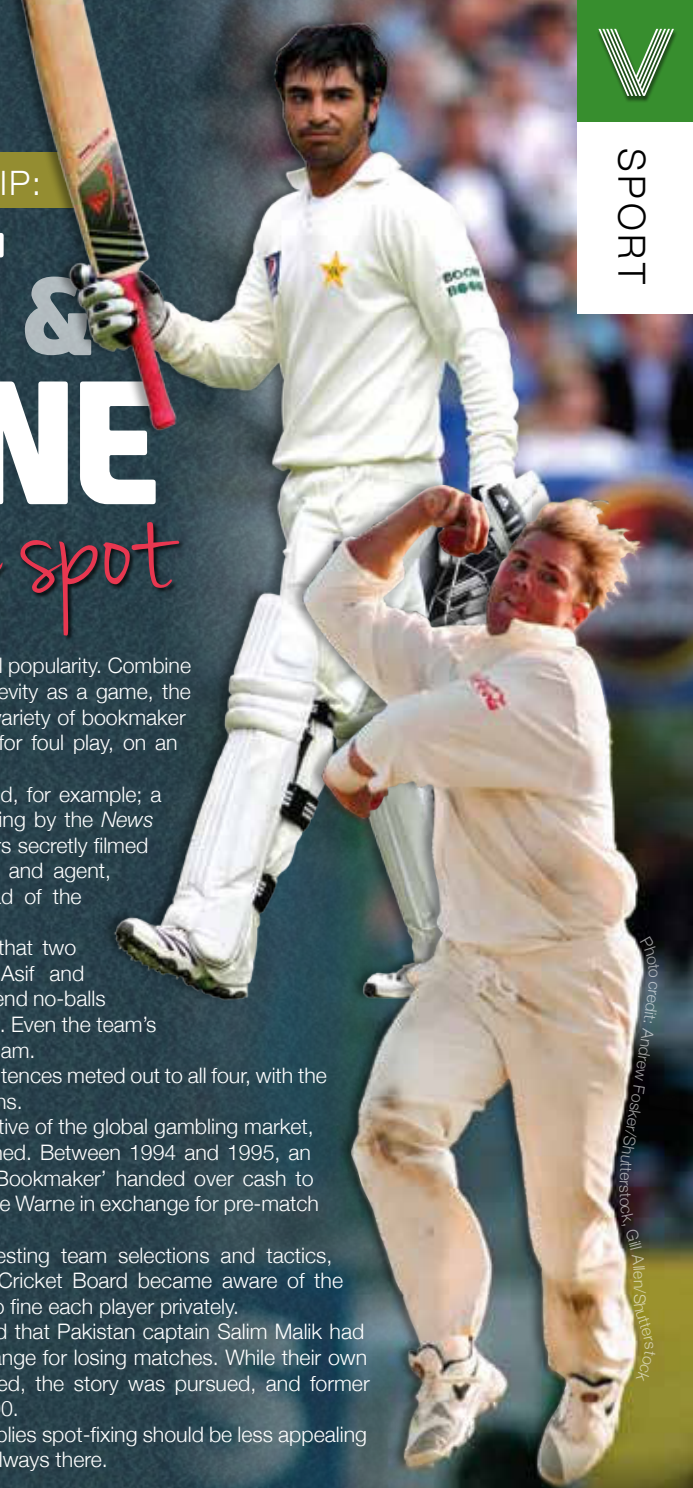 V
SPORT
IP:
&
NE
spot
popularity. Combine
evity as a game, the
variety of bookmaker
for foul play, on an
d, for example; a
ing by the News
rs secretly filmed
and agent,
d of the
that two
Asif and
end no-balls
. Even the team's
am.
tences meted out to all four, with the
ns.
tive of the global gambling market,
ned. Between 1994 and 1995, an
Bookmaker' handed over cash to
e Warne in exchange for pre-match
esting team selections and tactics,
Cricket Board became aware of the
o fine each player privately.
d that Pakistan captain Salim Malik had
ange for losing matches. While their own
ed, the story was pursued, and former
0.
plies spot-fixing should be less appealing
lways there.
BOOM
BOOM
Photo credit: Andrew Fosker/Shutterstock, Gill Allen/Shutterstock